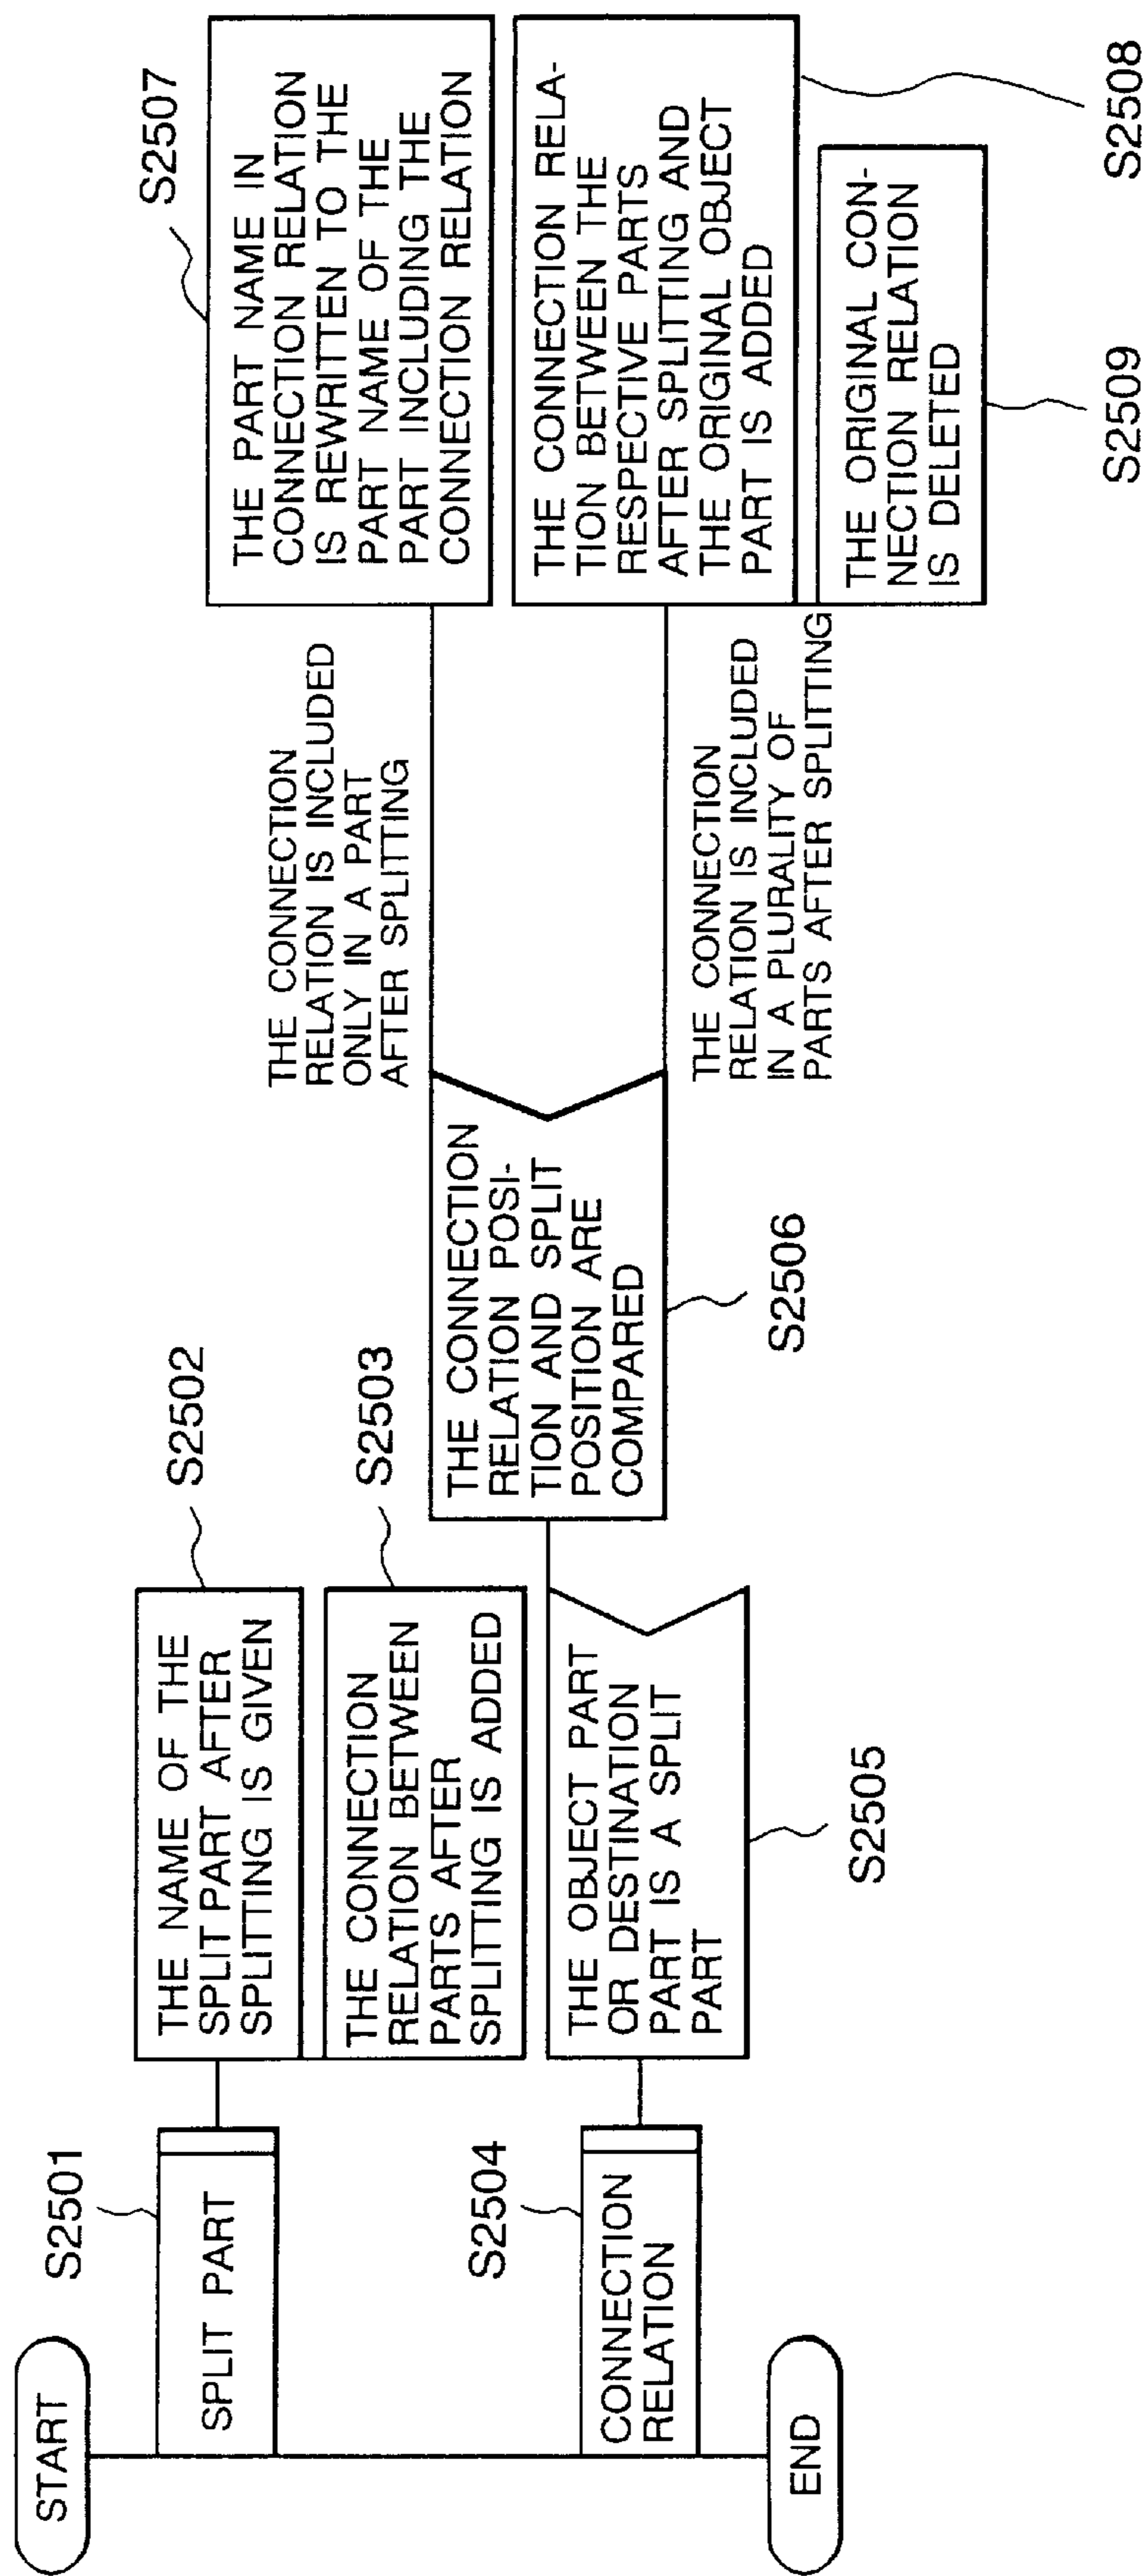 START
S2501
SPLIT PART
S2502
THE NAME OF THE
SPLIT PART AFTER
SPLITTING IS GIVEN
S2503
THE CONNECTION
RELATION BETWEEN
PARTS AFTER
SPLITTING IS ADDED
S2504
CONNECTION
RELATION
S2505
THE OBJECT PART
OR DESTINATION
PART IS A SPLIT
PART
S2506
THE CONNECTION
RELATION POSI-
TION AND SPLIT
POSITION ARE
COMPARED
THE CONNECTION
RELATION IS INCLUDED
ONLY IN A PART
AFTER SPLITTING
S2507
THE PART NAME IN
CONNECTION RELATION
IS REWRITTEN TO THE
PART NAME OF THE
PART INCLUDING THE
CONNECTION RELATION
THE CONNECTION
RELATION IS INCLUDED
IN A PLURALITY OF
PARTS AFTER SPLITTING
THE CONNECTION RELA-
TION BETWEEN THE
RESPECTIVE PARTS
AFTER SPLITTING AND
THE ORIGINAL OBJECT
PART IS ADDED
S2508
THE ORIGINAL CON-
NECTION RELATION
IS DELETED
S2509
END